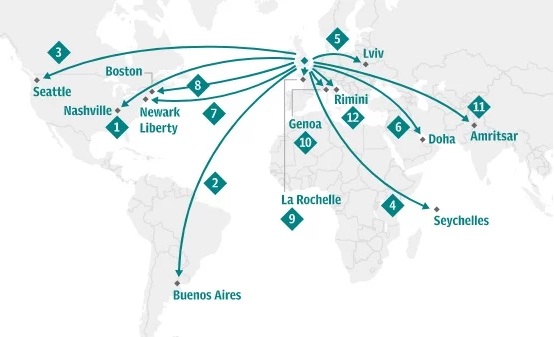 3
5
Lviv
Boston
Seattle
8
Nashville
Newark
Liberty
7
1
Rimini
12
Genoa
10
6
Doha
11
Amritsar
2
La Rochelle
9
4
Seychelles
Buenos Aires